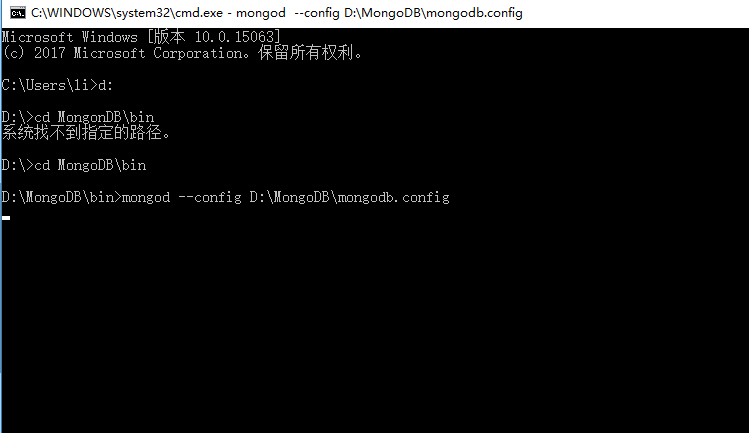 C:\WINDOWS\system32\cmd.exe - mongod  --config D:\MongoDB\mongodb.config
Microsoft Windows [版本 10.0.15063]
(c) 2017 Microsoft Corporation。保留所有权利。
C:\Users\li>d:
D:\>cd MongonDB\bin
系统找不到指定的路径。
D:\>cd MongoDB\bin
D:\MongoDB\bin>mongod --config D:\MongoDB\mongodb.config